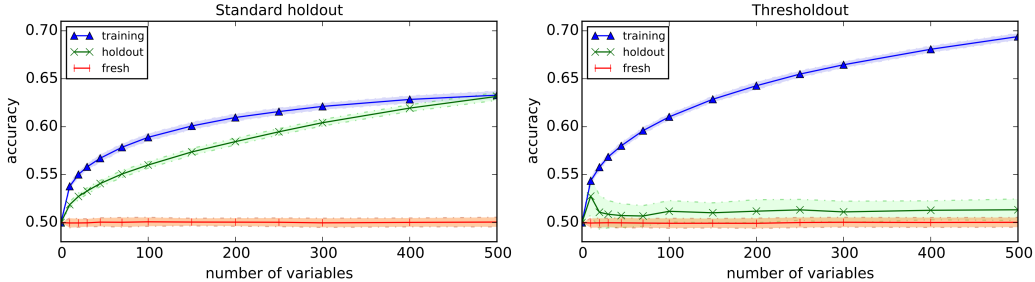 Standard holdout
0.70
0.65
0.60
0.55
0.50
accuracy
training
holdout
fresh
0 100 200 300 400 500
number of variables
Thresholdout
0.70
0.65
0.60
0.55
0.50
accuracy
training
holdout
fresh
0 100 200 300 400 500
number of variables